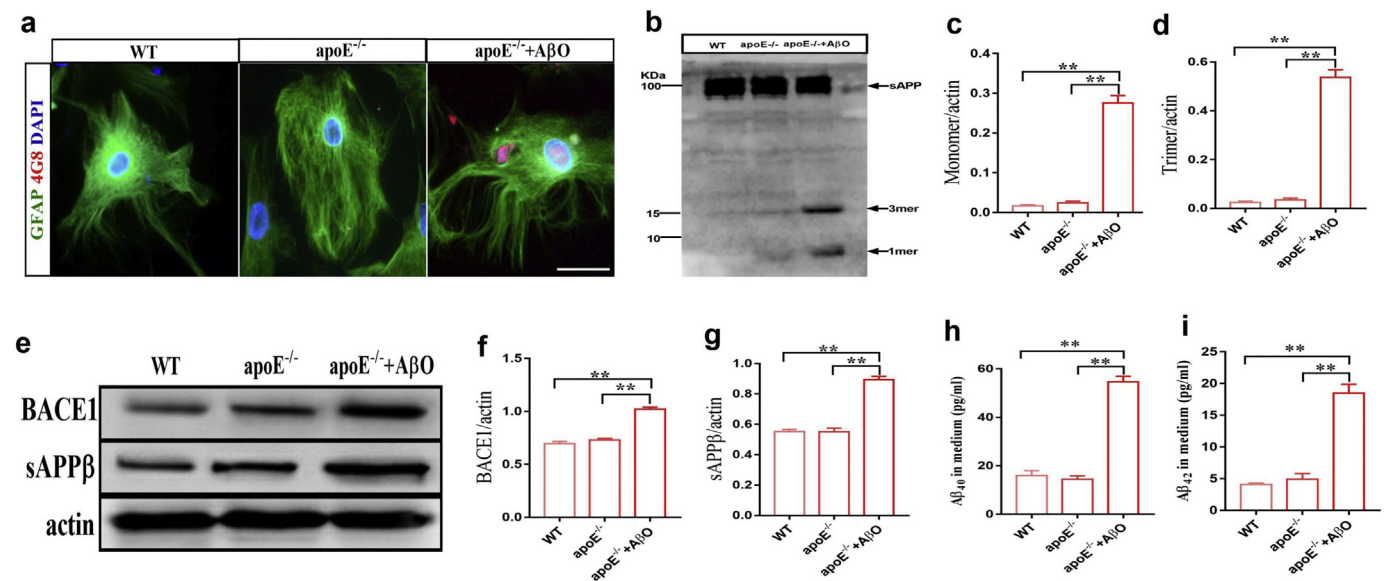 a
WT
apoE-/-
apoE-/-+AβO
GFAP 4G8 DAPI
b
WT apoE-/- apoE-/-+AβO
KDa
100
15
10
sAPP
3mer
1mer
c
Monomer/actin
0.4
0.3
0.2
0.1
0.0
**
**
WT
apoE-/-
apoE-/-+AβO
d
Trimer/actin
0.6
0.4
0.2
0.0
**
**
WT
apoE-/-
apoE-/-+AβO
e
WT
apoE-/-
apoE-/-+AβO
BACE1
sAPPβ
actin
f
BACE1/actin
1.5
1.0
0.5
0.0
**
**
WT
apoE-/-
apoE-/-+AβO
g
sAPPβ/actin
1.0
0.8
0.6
0.4
0.2
0.0
**
**
WT
apoE-/-
apoE-/-+AβO
h
Aβ40 in medium (pg/ml)
60
40
20
0
**
**
WT
apoE-/-
apoE-/-+AβO
i
Aβ42 in medium (pg/ml)
25
20
15
10
5
0
**
**
WT
apoE-/-
apoE-/-+AβO